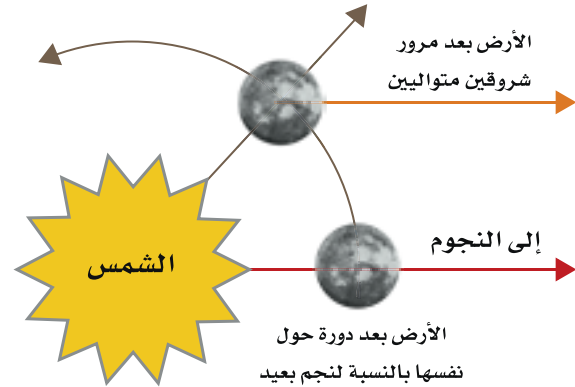 الأرض بعد مرور
شروقين متواليين
إلى النجوم
الشمس
الأرض بعد دورة حول
نفسها بالنسبة لنجم بعيد